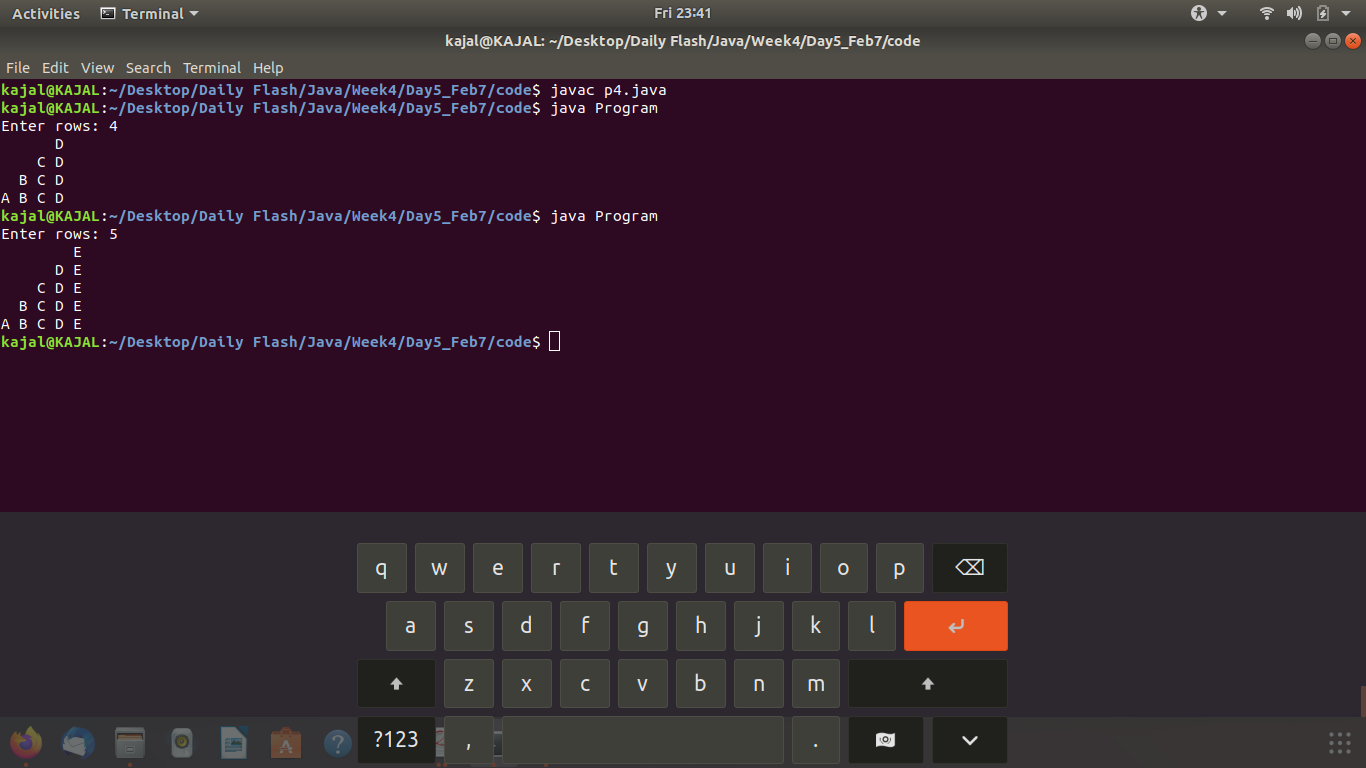 Activities Terminal Fri 23:41
kajal@KAJAL: ~/Desktop/Daily Flash/Java/Week4/Day5_Feb7/code
File Edit View Search Terminal Help
kajal@KAJAL:~/Desktop/Daily Flash/Java/Week4/Day5_Feb7/code$ javac p4.java
kajal@KAJAL:~/Desktop/Daily Flash/Java/Week4/Day5_Feb7/code$ java Program
Enter rows: 4
      D
    C D
  B C D
A B C D
kajal@KAJAL:~/Desktop/Daily Flash/Java/Week4/Day5_Feb7/code$ java Program
Enter rows: 5
        E
      D E
    C D E
  B C D E
A B C D E
kajal@KAJAL:~/Desktop/Daily Flash/Java/Week4/Day5_Feb7/code$
q w e r t y u i o p
a s d f g h j k l
z x c v b n m
?123 , .